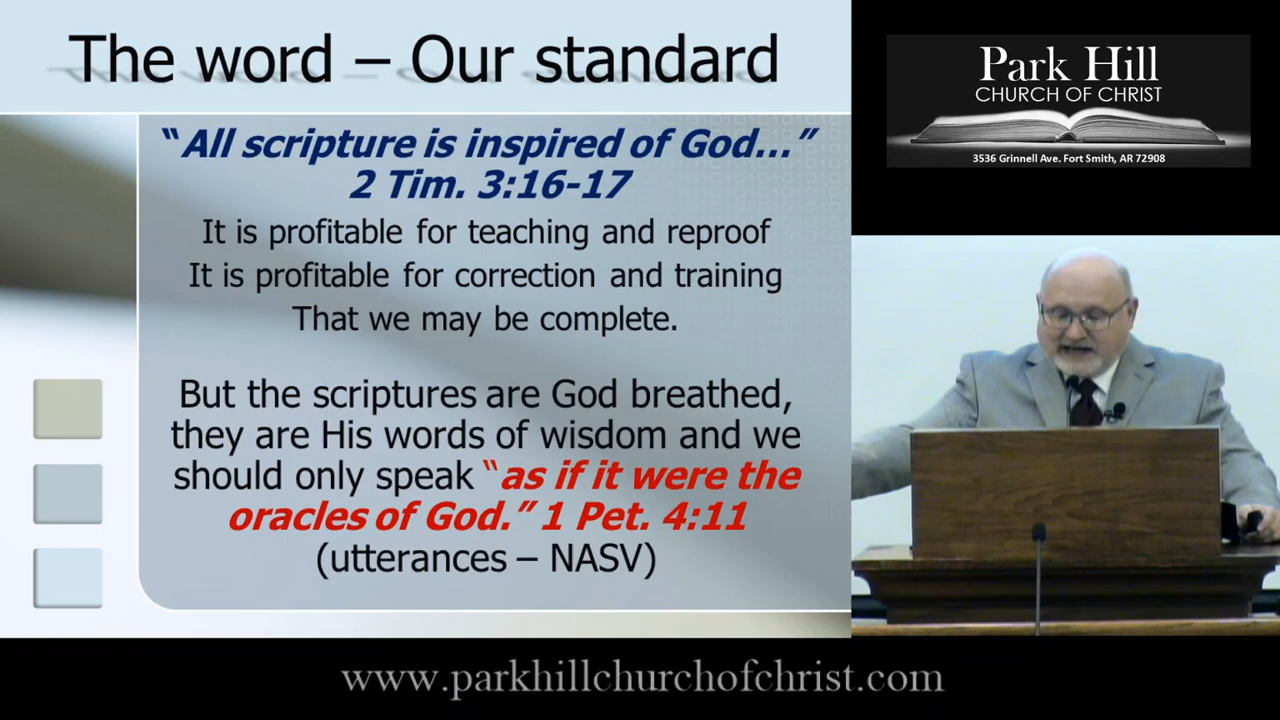 The word – Our standard
“All scripture is inspired of God…”
2 Tim. 3:16-17
It is profitable for teaching and reproof
It is profitable for correction and training
That we may be complete.
But the scriptures are God breathed,
they are His words of wisdom and we
should only speak “as if it were the
oracles of God.” 1 Pet. 4:11
(utterances – NASV)
Park Hill
CHURCH OF CHRIST
3536 Grinnell Ave. Fort Smith, AR 72908
www.parkhillchurchofchrist.com